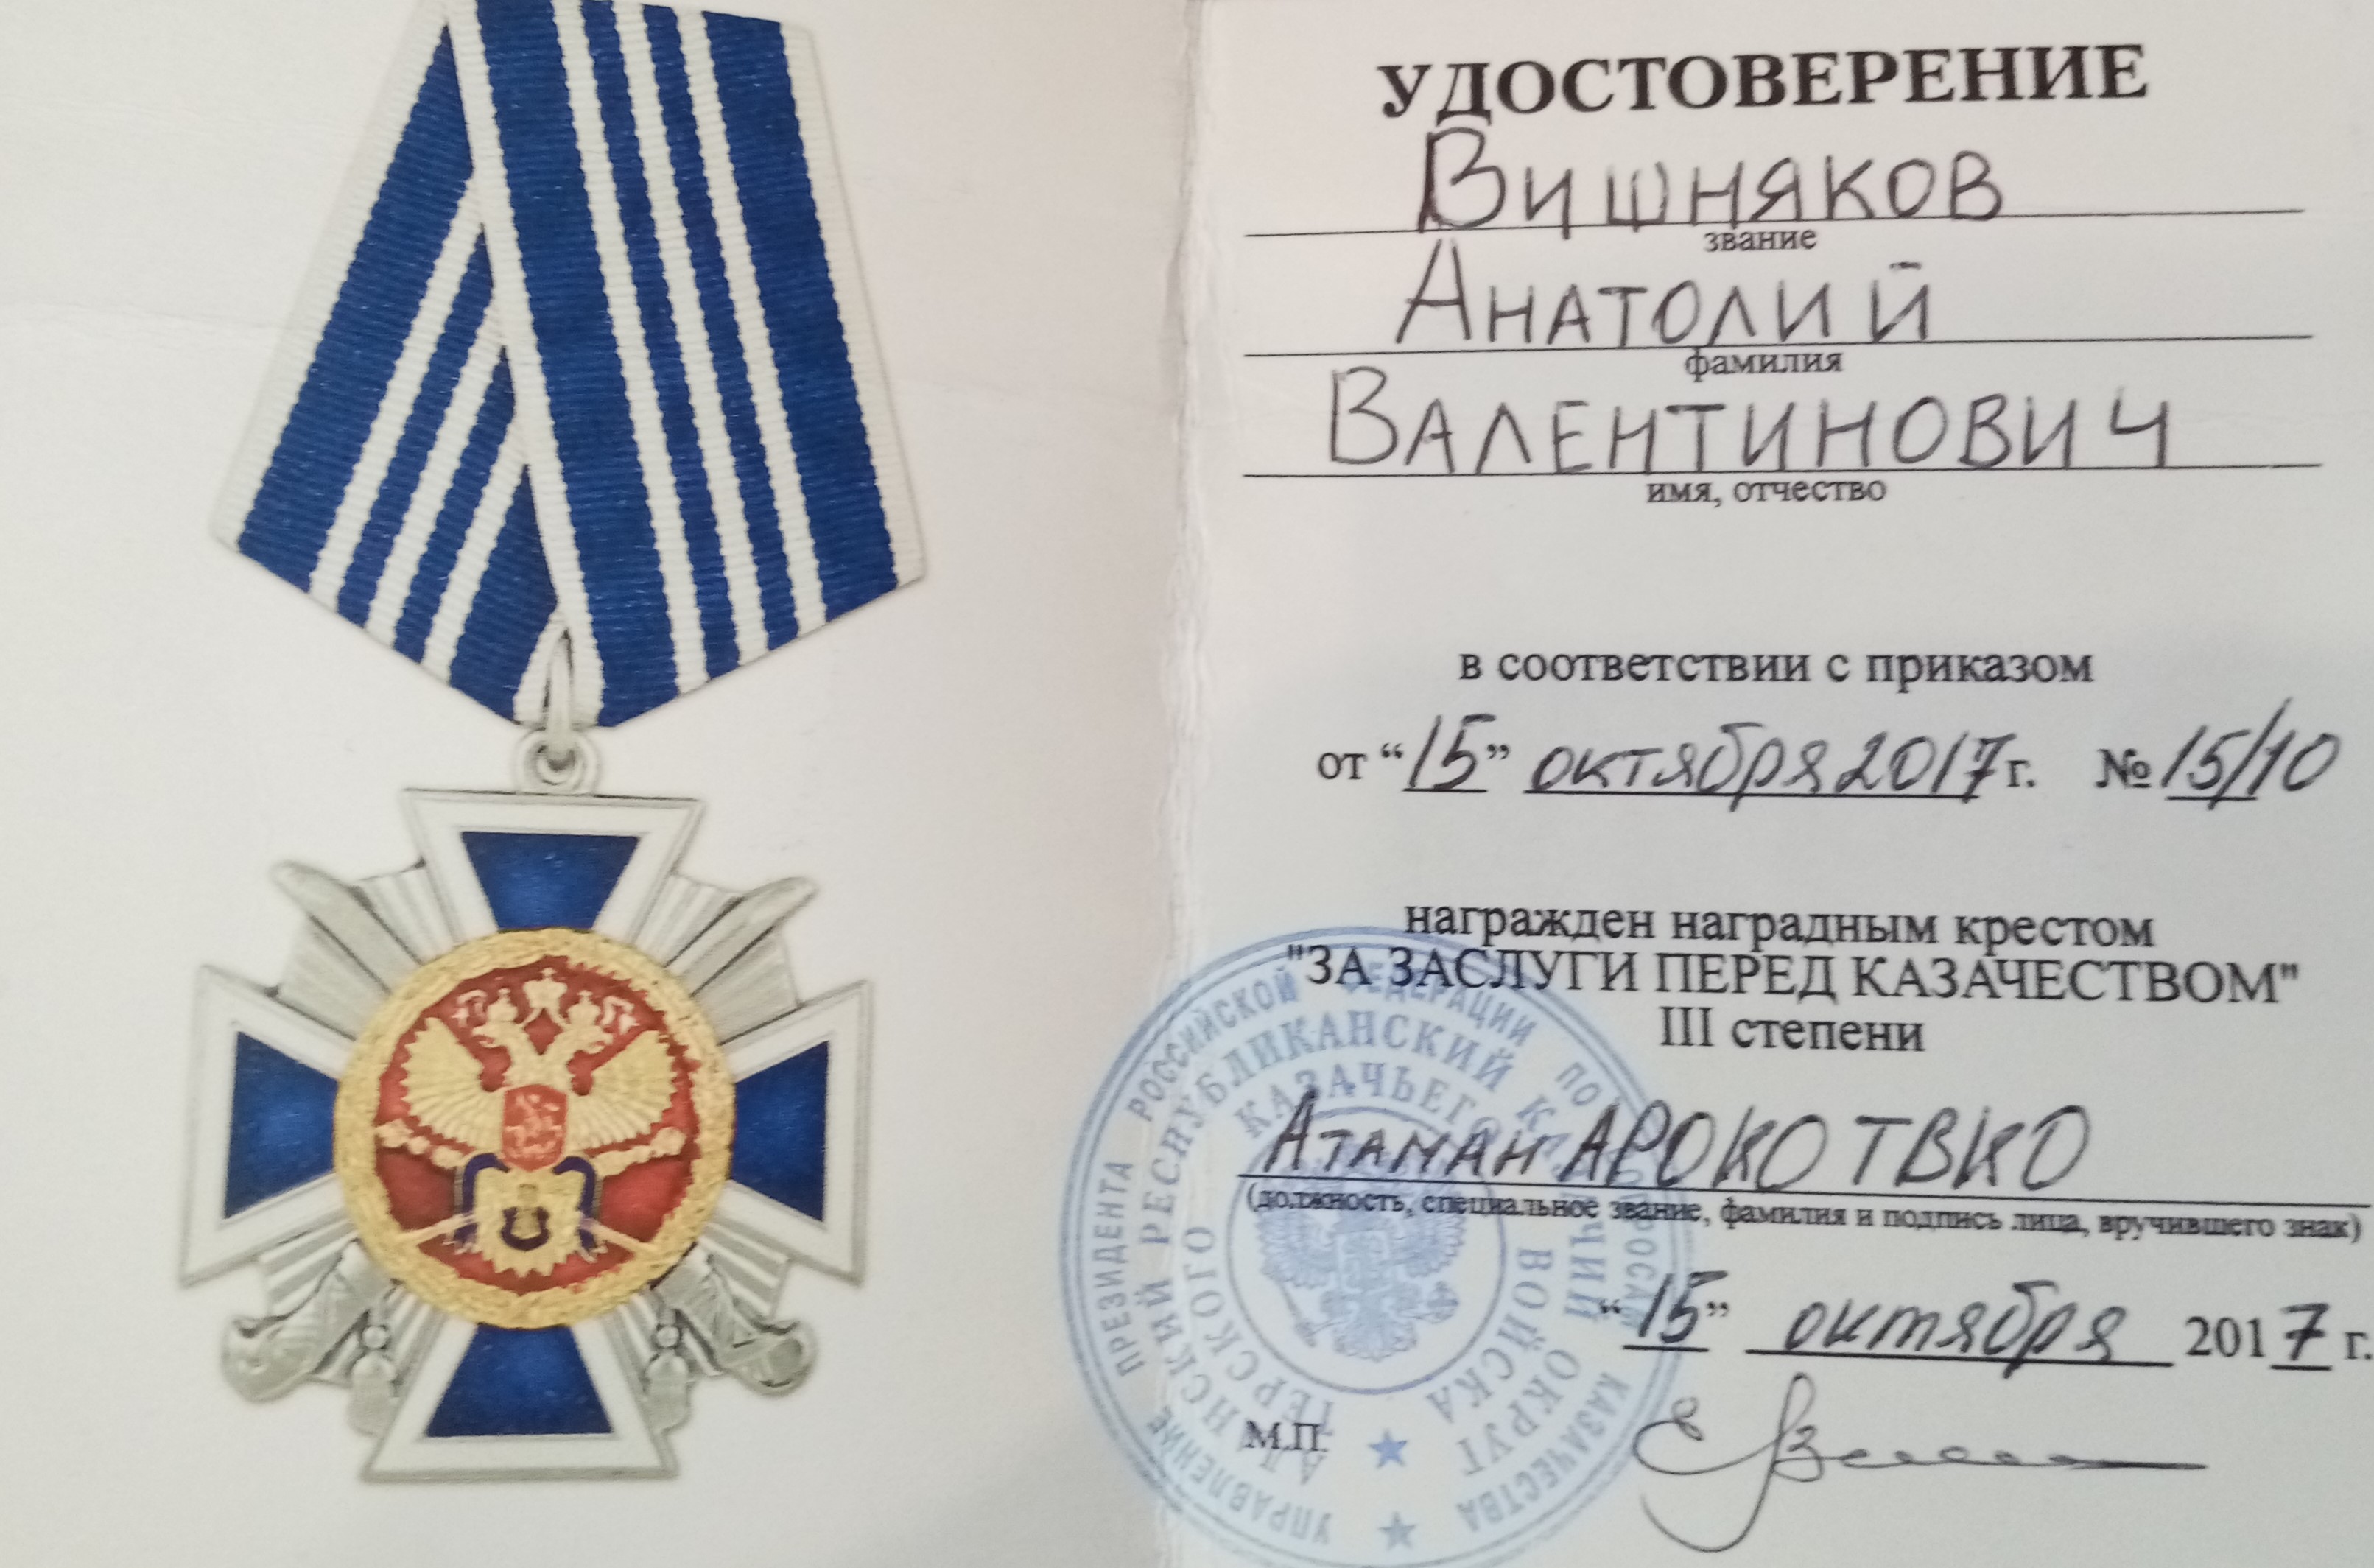 УДОСТОВЕРЕНИЕ
Вишняков
звание
Анатолий
фамилия
Валентинович
имя, отчество
в соответствии с приказом
от “15” октября 2017 г. № 15/10
награжден наградным крестом
"ЗА ЗАСЛУГИ ПЕРЕД КАЗАЧЕСТВОМ"
III степени
Атаман АРОКО ТВКО
(должность, специальное звание, фамилия и подпись лица, вручившего знак)
“15” октября 2017 г.
М.П.
УПРАВЛЕНИЕ ПРЕЗИДЕНТА РОССИЙСКОЙ ФЕДЕРАЦИИ ПО КАЗАЧЕСТВА
РЕСПУБЛИКАНСКИЙ КАЗАЧИЙ ОКРУГ
ТЕРСКОГО КАЗАЧЬЕГО ВОЙСКА